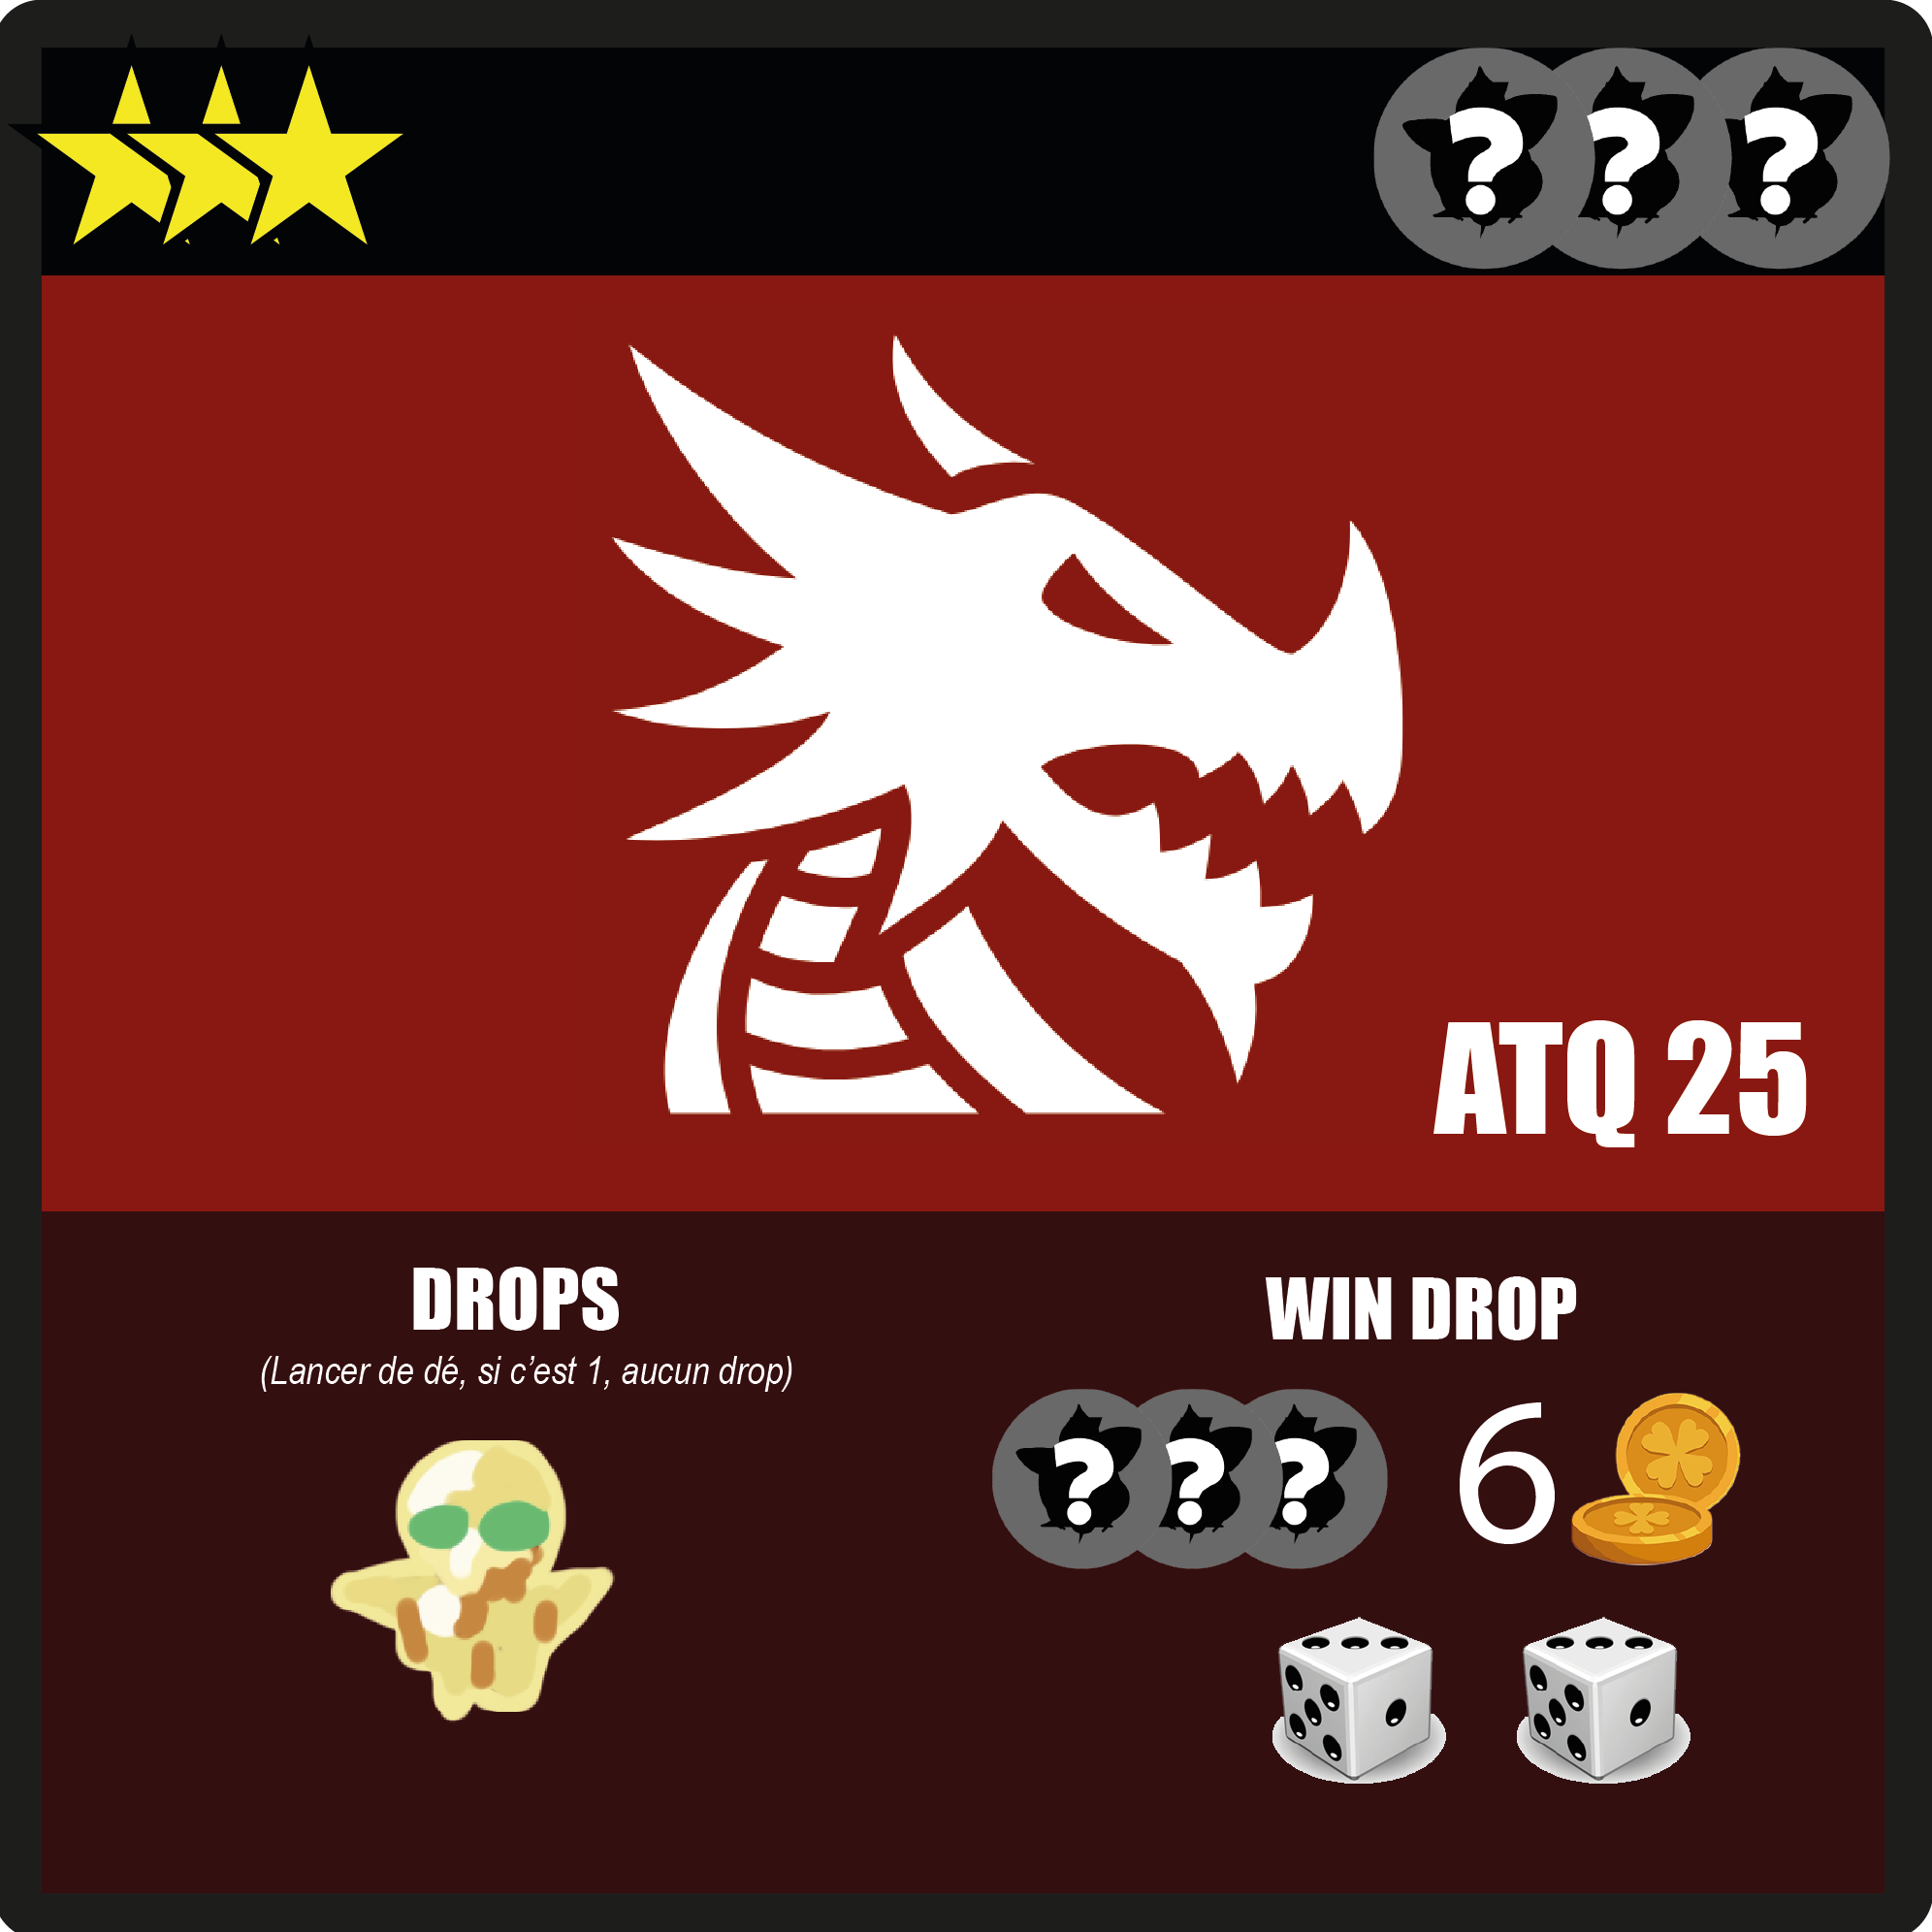 ? ? ?
ATQ 25
DROPS
(Lancer de dé, si c'est 1, aucun drop)
WIN DROP
? ? ? 6